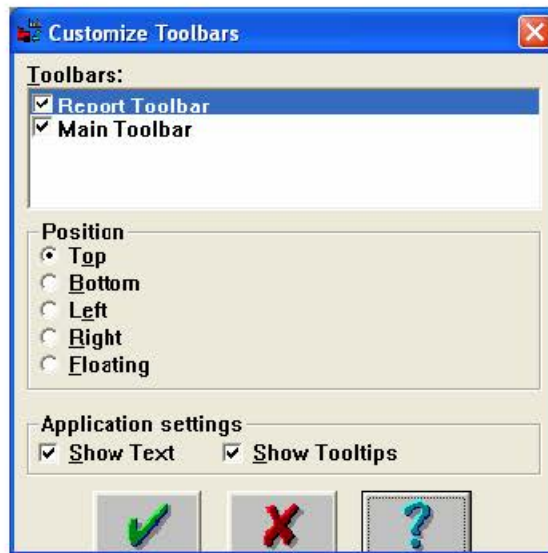 Customize Toolbars
Toolbars:
Report Toolbar
Main Toolbar
Position
Top
Bottom
Left
Right
Floating
Application settings
Show Text Show Tooltips
?